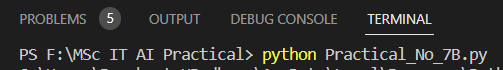 PROBLEMS 5 OUTPUT DEBUG CONSOLE TERMINAL
PS F:\MSc IT AI Practical> python Practical_No_7B.py